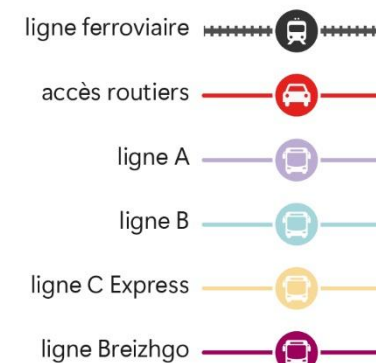 ligne ferroviaire
accès routiers
ligne A
ligne B
ligne C Express
ligne Breizhgo